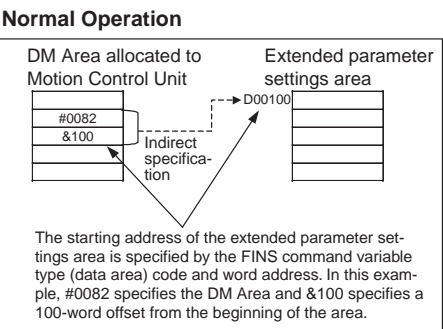 Normal Operation
DM Area allocated to
Motion Control Unit
Extended parameter
settings area
D00100
#0082
&100
Indirect
specifica-
tion
The starting address of the extended parameter set-
tings area is specified by the FINS command variable
type (data area) code and word address. In this exam-
ple, #0082 specifies the DM Area and &100 specifies a
100-word offset from the beginning of the area.